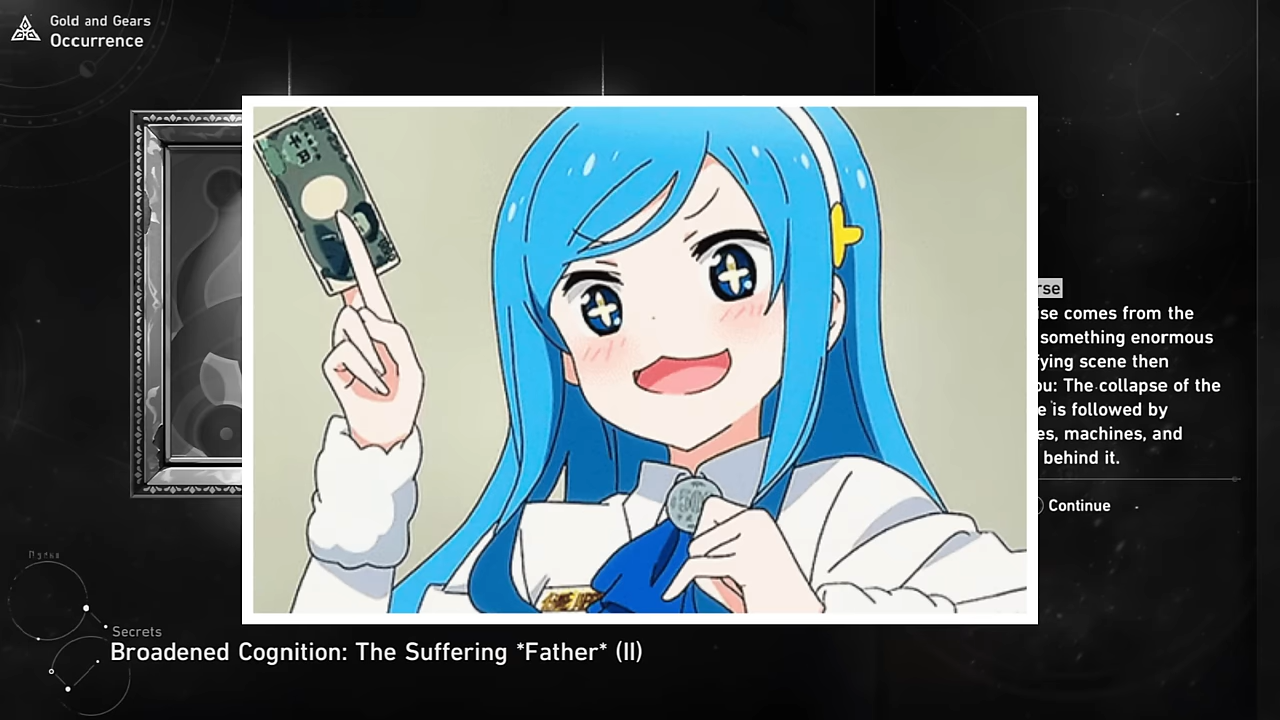 Gold and Gears
Occurrence
rse
ise comes from the
something enormous
fying scene then
ou: The collapse of the
e is followed by
es, machines, and
behind it.
Continue
Secrets
Broadened Cognition: The Suffering *Father* (II)